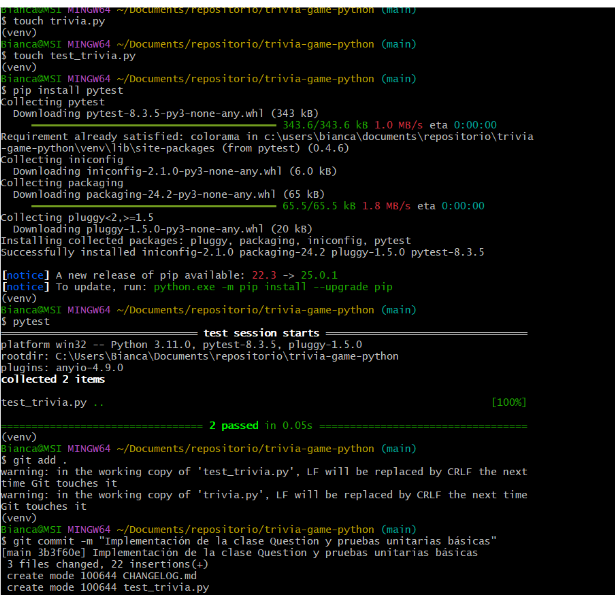 Bianca@MSI MINGW64 ~/Documents/repositorio/trivia-game-python (main)
$ touch trivia.py
(venv)
Bianca@MSI MINGW64 ~/Documents/repositorio/trivia-game-python (main)
$ touch test_trivia.py
(venv)
Bianca@MSI MINGW64 ~/Documents/repositorio/trivia-game-python (main)
$ pip install pytest
Collecting pytest
  Downloading pytest-8.3.5-py3-none-any.whl (343 kB)
343.6/343.6 kB 1.0 MB/s eta 0:00:00
Requirement already satisfied: colorama in c:\users\bianca\documents\repositorio\trivia
-game-python\venv\lib\site-packages (from pytest) (0.4.6)
Collecting iniconfig
  Downloading iniconfig-2.1.0-py3-none-any.whl (6.0 kB)
Collecting packaging
  Downloading packaging-24.2-py3-none-any.whl (65 kB)
65.5/65.5 kB 1.8 MB/s eta 0:00:00
Collecting pluggy<2,>=1.5
  Downloading pluggy-1.5.0-py3-none-any.whl (20 kB)
Installing collected packages: pluggy, packaging, iniconfig, pytest
Successfully installed iniconfig-2.1.0 packaging-24.2 pluggy-1.5.0 pytest-8.3.5
[notice] A new release of pip available: 22.3 -> 25.0.1
[notice] To update, run: python.exe -m pip install --upgrade pip
(venv)
Bianca@MSI MINGW64 ~/Documents/repositorio/trivia-game-python (main)
$ pytest
test session starts
platform win32 -- Python 3.11.0, pytest-8.3.5, pluggy-1.5.0
rootdir: C:\Users\Bianca\Documents\repositorio\trivia-game-python
plugins: anyio-4.9.0
collected 2 items
test_trivia.py .. [100%]
2 passed in 0.05s
(venv)
Bianca@MSI MINGW64 ~/Documents/repositorio/trivia-game-python (main)
$ git add .
warning: in the working copy of 'test_trivia.py', LF will be replaced by CRLF the next
time Git touches it
warning: in the working copy of 'trivia.py', LF will be replaced by CRLF the next time
Git touches it
(venv)
Bianca@MSI MINGW64 ~/Documents/repositorio/trivia-game-python (main)
$ git commit -m "Implementación de la clase Question y pruebas unitarias básicas"
[main 3b3f60e] Implementación de la clase Question y pruebas unitarias básicas
 3 files changed, 22 insertions(+)
 create mode 100644 CHANGELOG.md
 create mode 100644 test_trivia.py